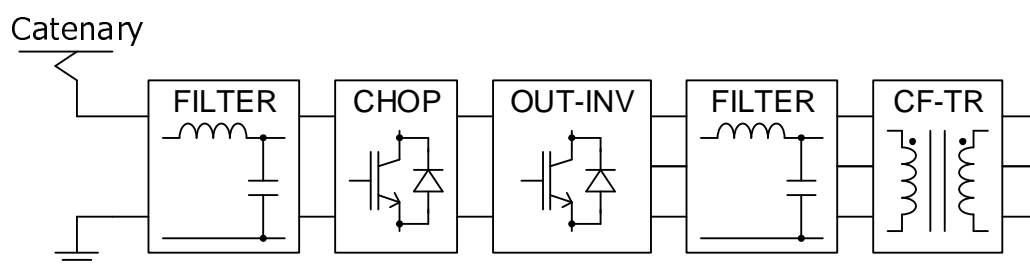 Catenary
FILTER
CHOP
OUT-INV
FILTER
CF-TR